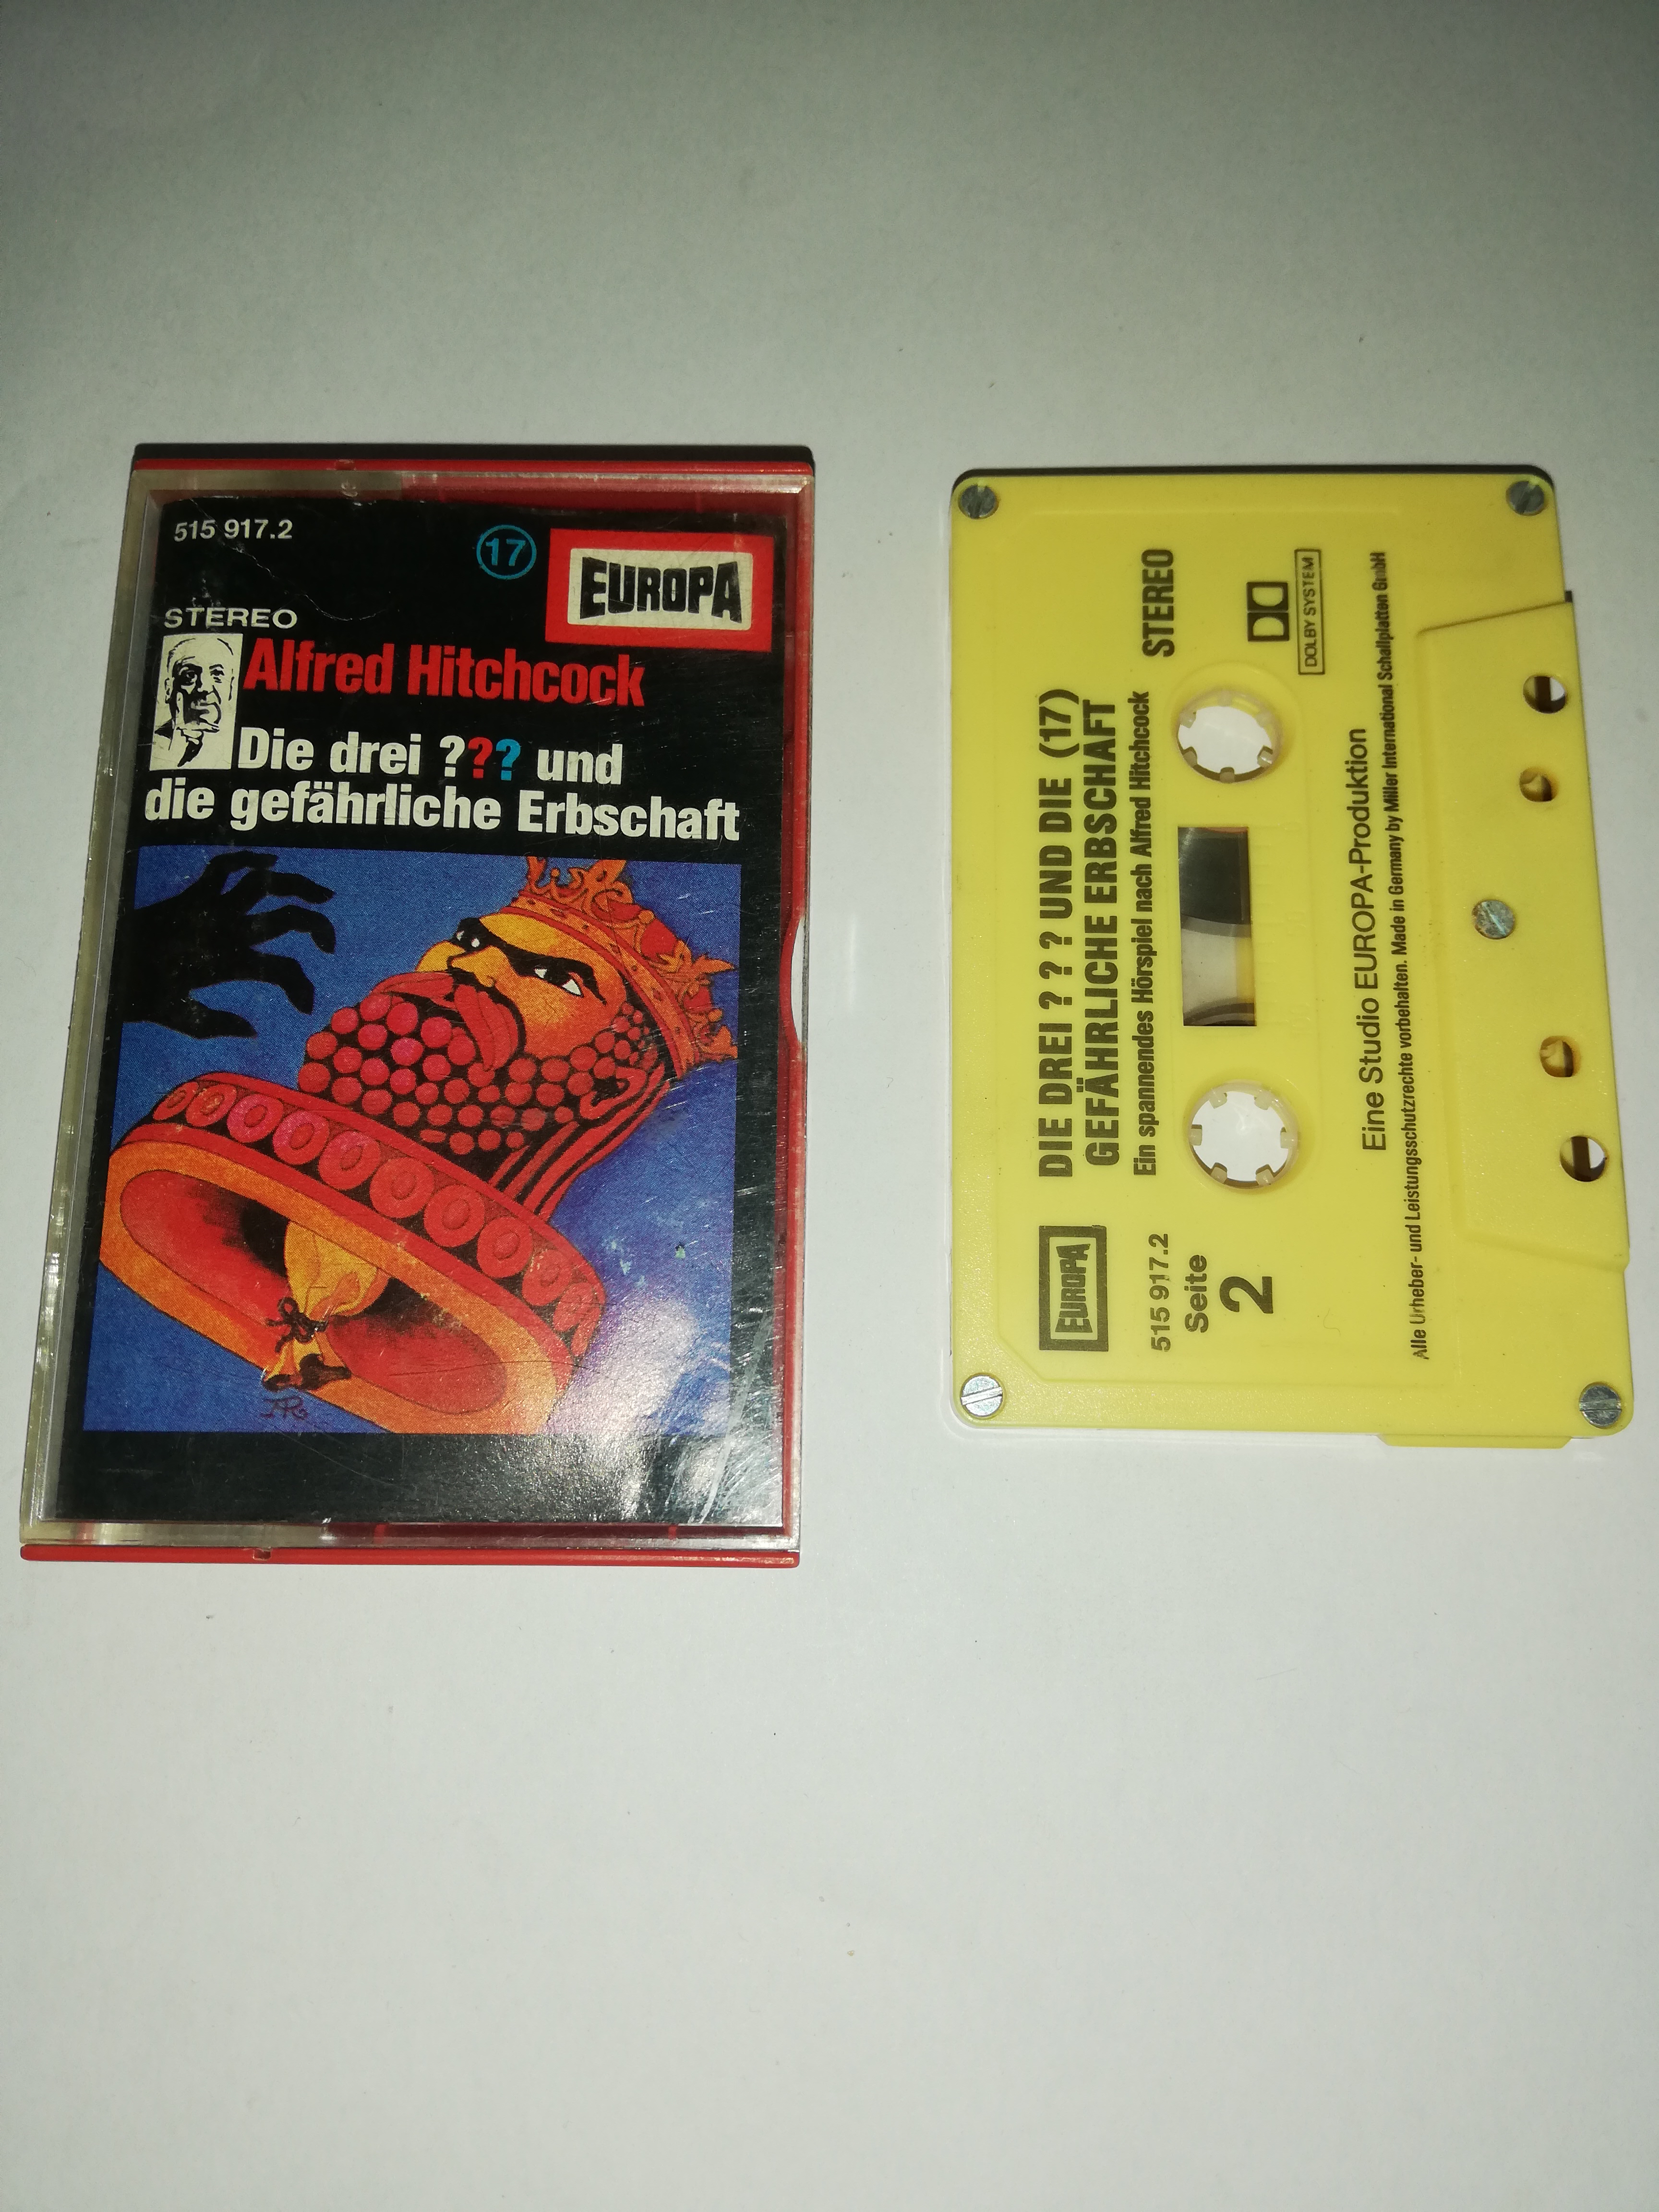 515 917.2
17
EUROPA
STEREO
Alfred Hitchcock
Die drei ??? und
die gefährliche Erbschaft
APR
EUROPA
DIE DREI ? ? ? UND DIE (17)
GEFÄHRLICHE ERBSCHAFT
Ein spannendes Hörspiel nach Alfred Hitchcock
STEREO
515 917.2
Seite
2
DOLBY SYSTEM
Eine Studio EUROPA-Produktion
Alle Urheber- und Leistungsschutzrechte vorbehalten. Made in Germany by Miller International Schallplatten GmbH